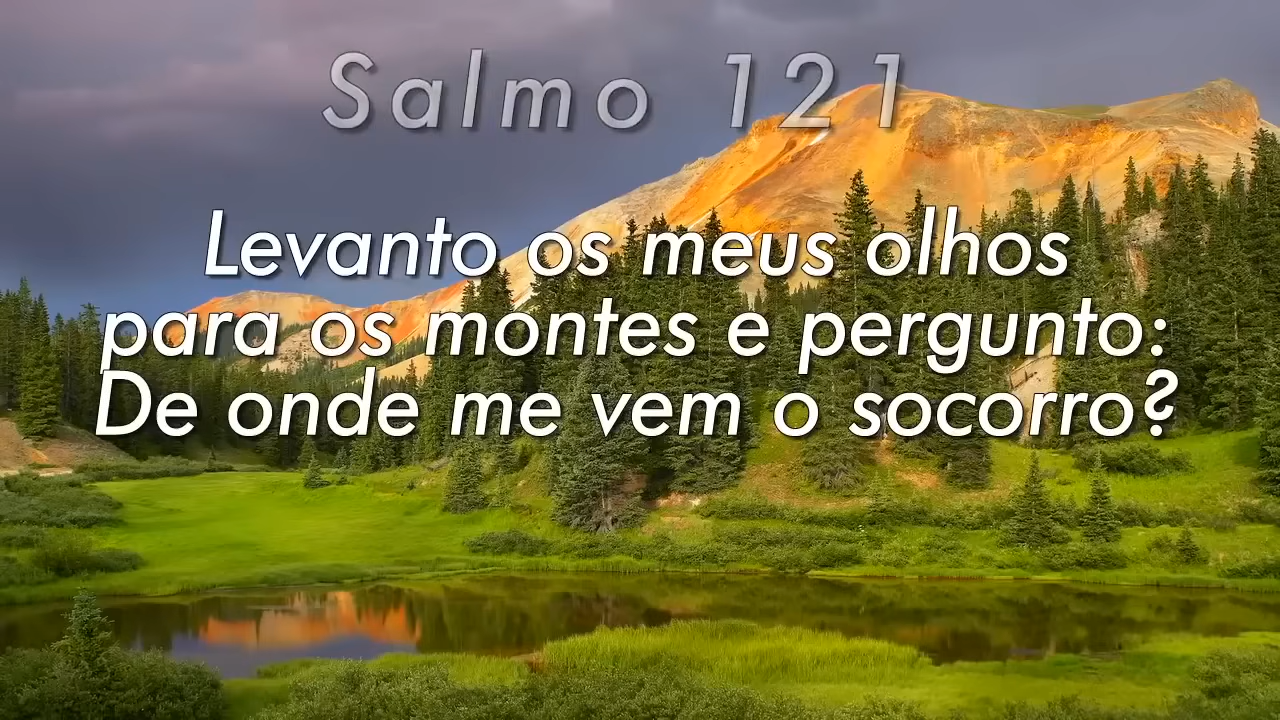 Salmo 121
Levanto os meus olhos
para os montes e pergunto:
De onde me vem o socorro?